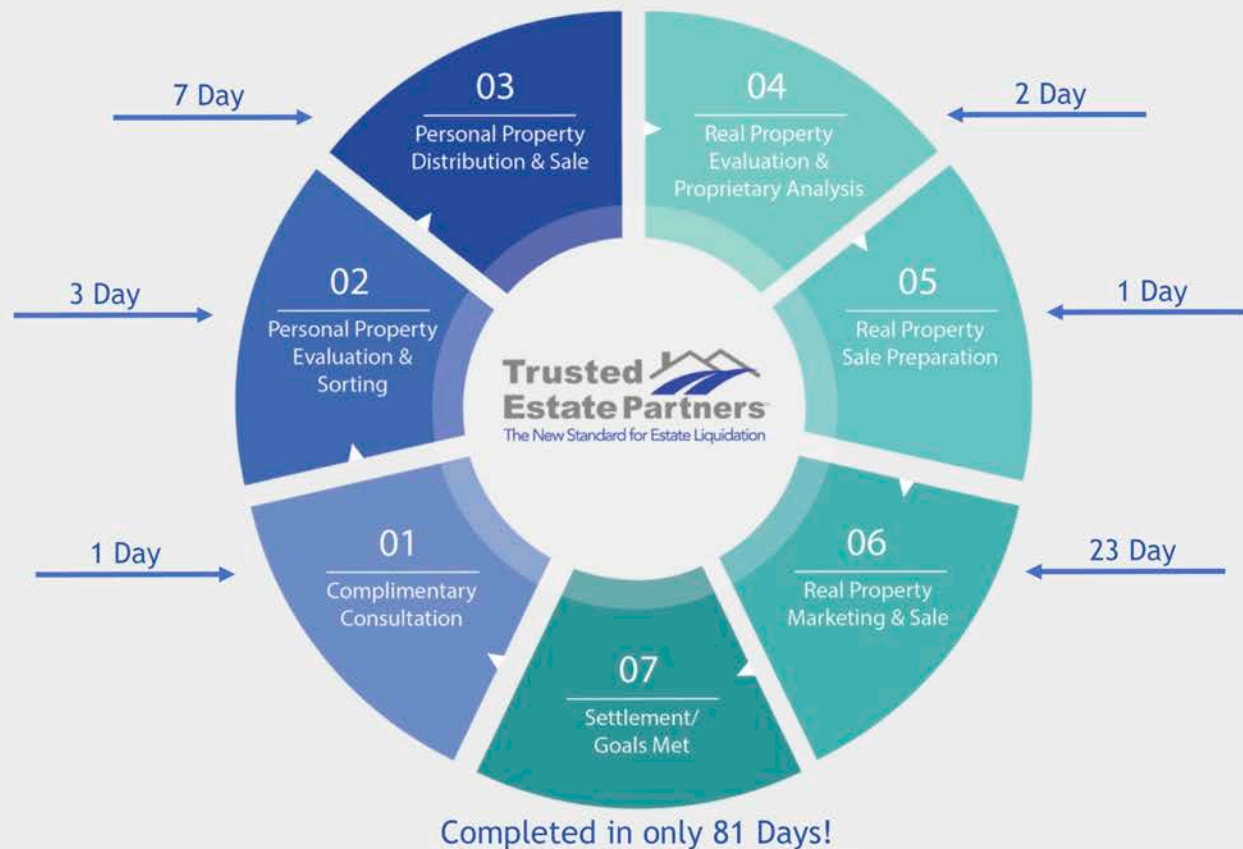 7 Day
03
Personal Property
Distribution & Sale
04
Real Property
Evaluation &
Proprietary Analysis
2 Day
3 Day
02
Personal Property
Evaluation &
Sorting
05
Real Property
Sale Preparation
1 Day
Trusted
Estate Partners
The New Standard for Estate Liquidation
1 Day
01
Complimentary
Consultation
06
Real Property
Marketing & Sale
23 Day
07
Settlement/
Goals Met
Completed in only 81 Days!